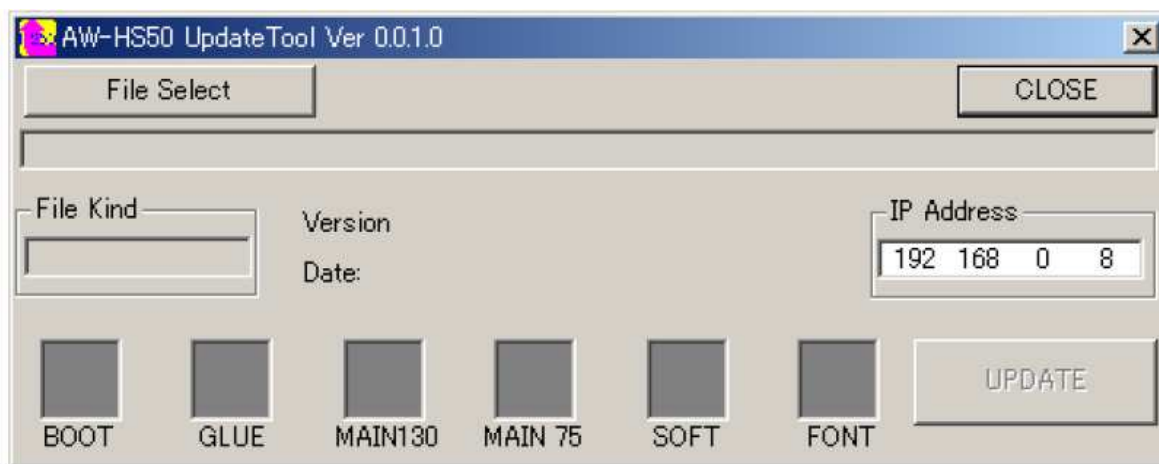 AW-HS50 UpdateTool Ver 0.0.1.0
File Select
CLOSE
File Kind
Version
Date:
IP Address
192 168 0 8
UPDATE
BOOT GLUE MAIN130 MAIN 75 SOFT FONT